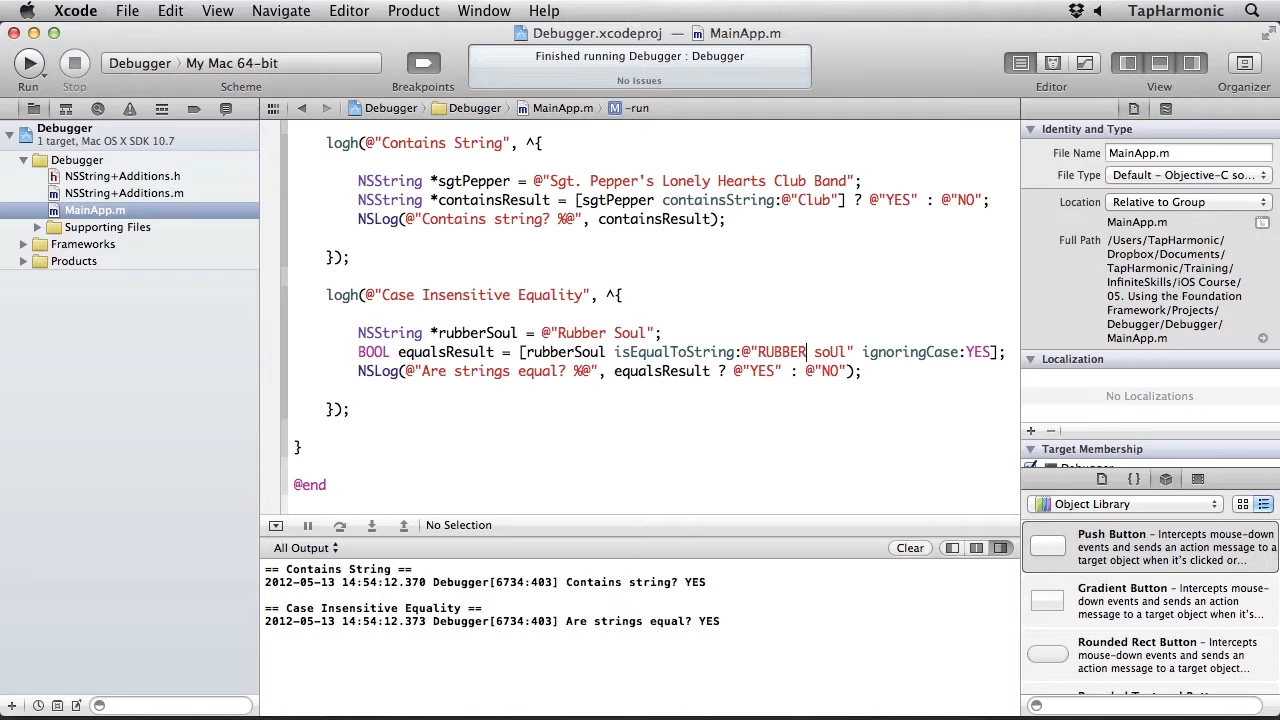 Xcode File Edit View Navigate Editor Product Window Help TapHarmonic
Debugger.xcodeproj — MainApp.m
Debugger My Mac 64-bit
Finished running Debugger : Debugger
No Issues
Run Stop Scheme Breakpoints Editor View Organizer
Debugger Debugger MainApp.m M -run
Debugger
1 target, Mac OS X SDK 10.7
Debugger
NSString+Additions.h
NSString+Additions.m
MainApp.m
Supporting Files
Frameworks
Products
logh(@"Contains String", ^{
NSString *sgtPepper = @"Sgt. Pepper's Lonely Hearts Club Band";
NSString *containsResult = [sgtPepper containsString:@"Club"] ? @"YES" : @"NO";
NSLog(@"Contains string? %@", containsResult);
});
logh(@"Case Insensitive Equality", ^{
NSString *rubberSoul = @"Rubber Soul";
BOOL equalsResult = [rubberSoul isEqualToString:@"RUBBER soUl" ignoringCase:YES];
NSLog(@"Are strings equal? %@", equalsResult ? @"YES" : @"NO");
});
}
@end
No Selection
All Output Clear
== Contains String ==
2012-05-13 14:54:12.370 Debugger[6734:403] Contains string? YES
== Case Insensitive Equality ==
2012-05-13 14:54:12.373 Debugger[6734:403] Are strings equal? YES
Identity and Type
File Name MainApp.m
File Type Default - Objective-C so...
Location Relative to Group
MainApp.m
Full Path /Users/TapHarmonic/
Dropbox/Documents/
TapHarmonic/Training/
InfiniteSkills/iOS Course/
05. Using the Foundation
Framework/Projects/
Debugger/Debugger/
MainApp.m
Localization
No Localizations
Target Membership
Object Library
Push Button - Intercepts mouse-down
events and sends an action message to a
target object when it's clicked or...
Gradient Button - Intercepts mouse-
down events and sends an action
message to a target object when it's...
Rounded Rect Button - Intercepts
mouse-down events and sends an
action message to a target object...